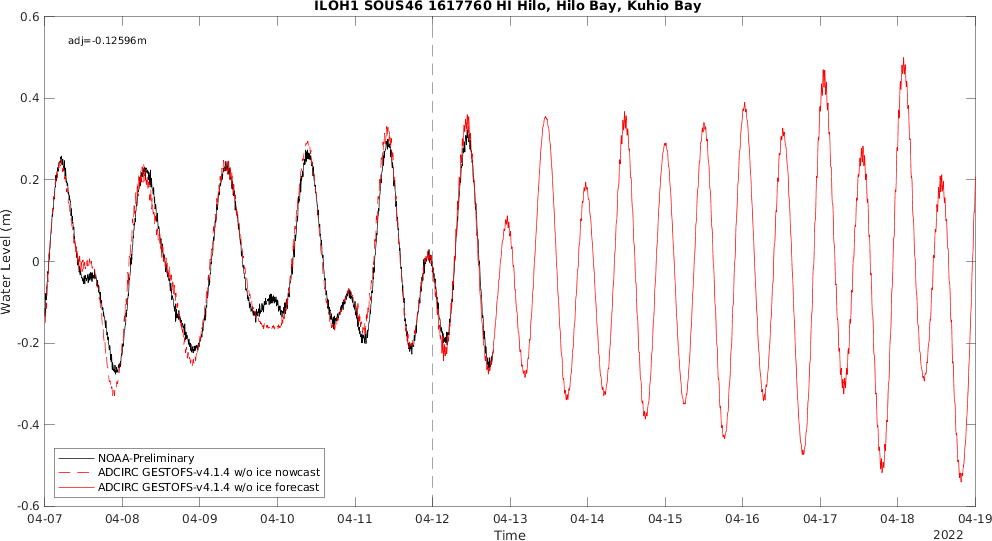 ILOH1 SOUS46 1617760 HI Hilo, Hilo Bay, Kuhio Bay
adj=-0.12596m
0.6
0.4
0.2
0
-0.2
-0.4
-0.6
Water Level (m)
NOAA-Preliminary
ADCIRC GESTOFS-v4.1.4 w/o ice nowcast
ADCIRC GESTOFS-v4.1.4 w/o ice forecast
04-07 04-08 04-09 04-10 04-11 04-12 04-13 04-14 04-15 04-16 04-17 04-18 04-19
Time
2022